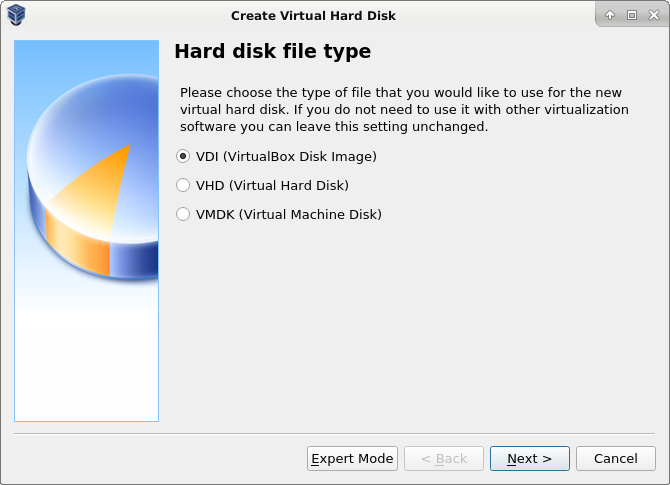 Create Virtual Hard Disk
Hard disk file type
Please choose the type of file that you would like to use for the new
virtual hard disk. If you do not need to use it with other virtualization
software you can leave this setting unchanged.
VDI (VirtualBox Disk Image)
VHD (Virtual Hard Disk)
VMDK (Virtual Machine Disk)
Expert Mode
< Back
Next >
Cancel